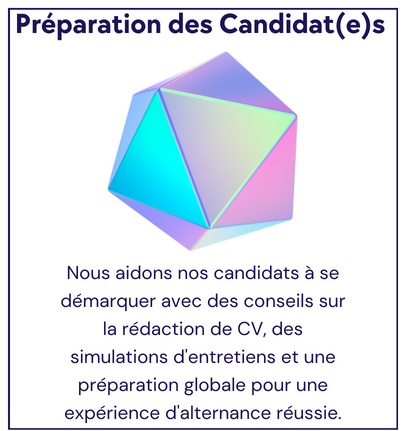 Préparation des Candidat(e)s
Nous aidons nos candidats à se
démarquer avec des conseils sur
la rédaction de CV, des
simulations d'entretiens et une
préparation globale pour une
expérience d'alternance réussie.